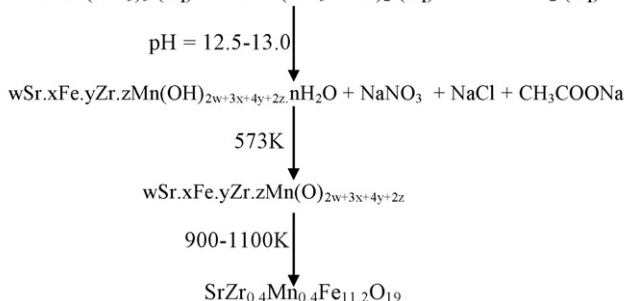 pH = 12.5-13.0
wSr.xFe.yZr.zMn(OH)₂w+3x+4y+2z.nH₂O + NaNO₃ + NaCl + CH₃COONa
573K
wSr.xFe.yZr.zMn(O)₂w+3x+4y+2z
900-1100K
SrZr₀.₄Mn₀.₄Fe₁₁.₂O₁₉